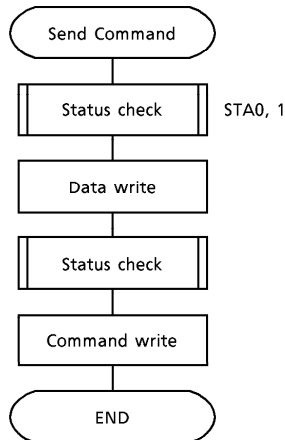 Send Command
Status check
STA0, 1
Data write
Status check
Command write
END